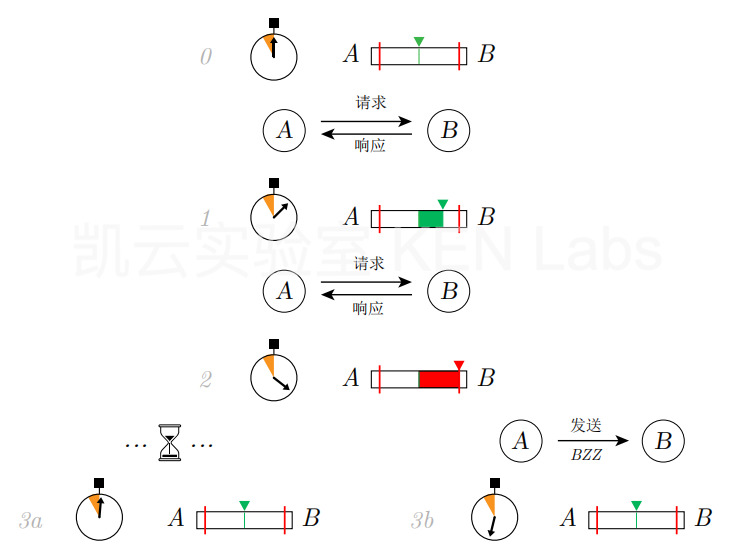 0 A B
请求
A B
响应
1 A B
凯云实验室 KEN Labs
请求
A B
响应
2 A B
... ...
发送
A B
BZZ
3a A B
3b A B